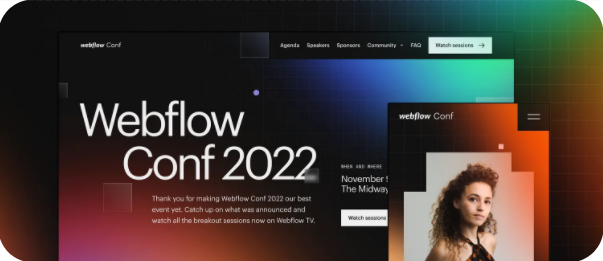 webflow Conf
Agenda Speakers Sponsors Community FAQ Watch sessions →
Webflow
Conf 2022
Thank you for making Webflow Conf 2022 our best
event yet. Catch up on what was announced and
watch all the breakout sessions now on Webflow TV.
WHEN AND WHERE
November
The Midway
Watch sessions
webflow Conf